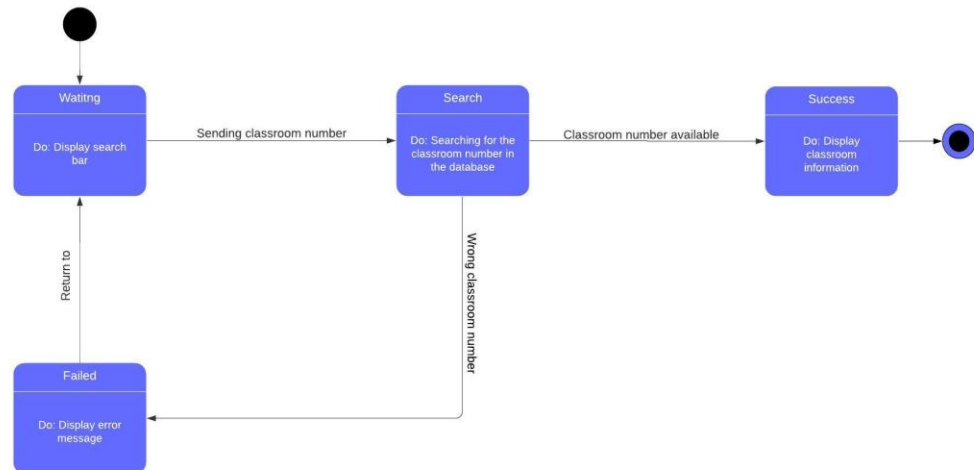 Watitng
Do: Display search
bar
Sending classroom number
Search
Do: Searching for the
classroom number in
the database
Classroom number available
Success
Do: Display
classroom
information
Return to
Wrong classroom number
Failed
Do: Display error
message